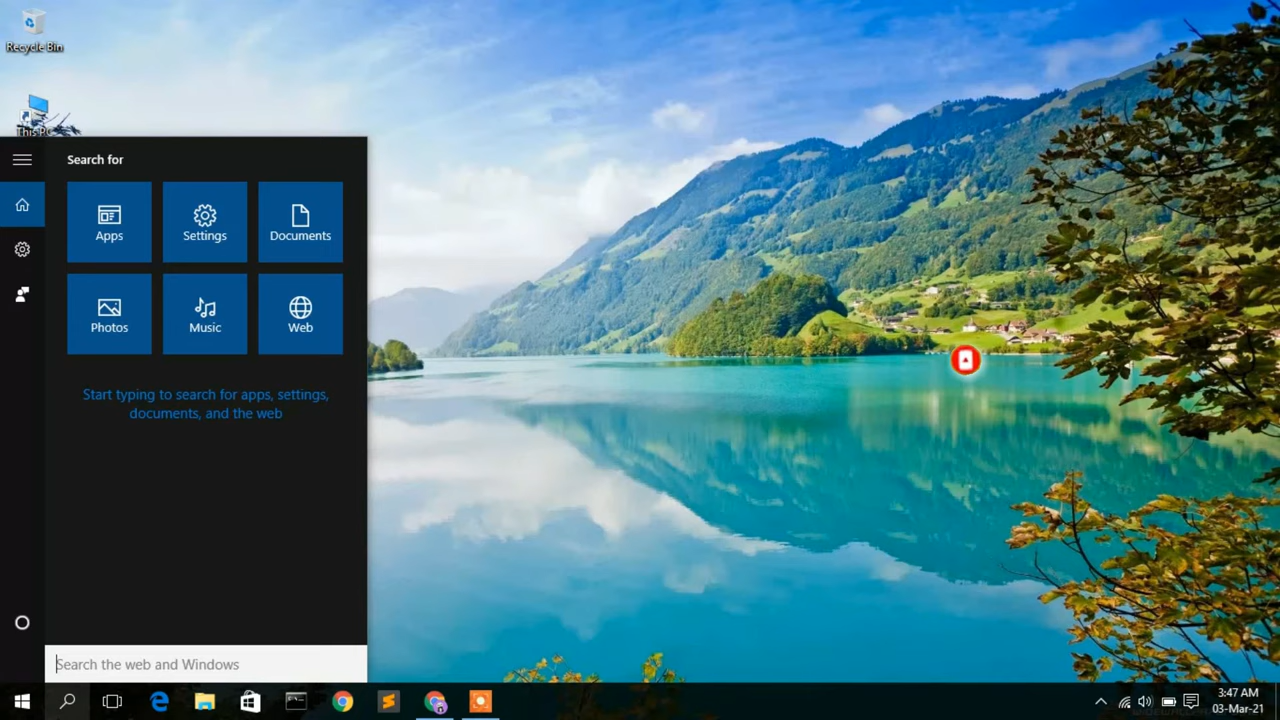 Recycle Bin
This PC
Search for
Apps
Settings
Documents
Photos
Music
Web
Start typing to search for apps, settings,
documents, and the web
Search the web and Windows
3:47 AM
03-Mar-21